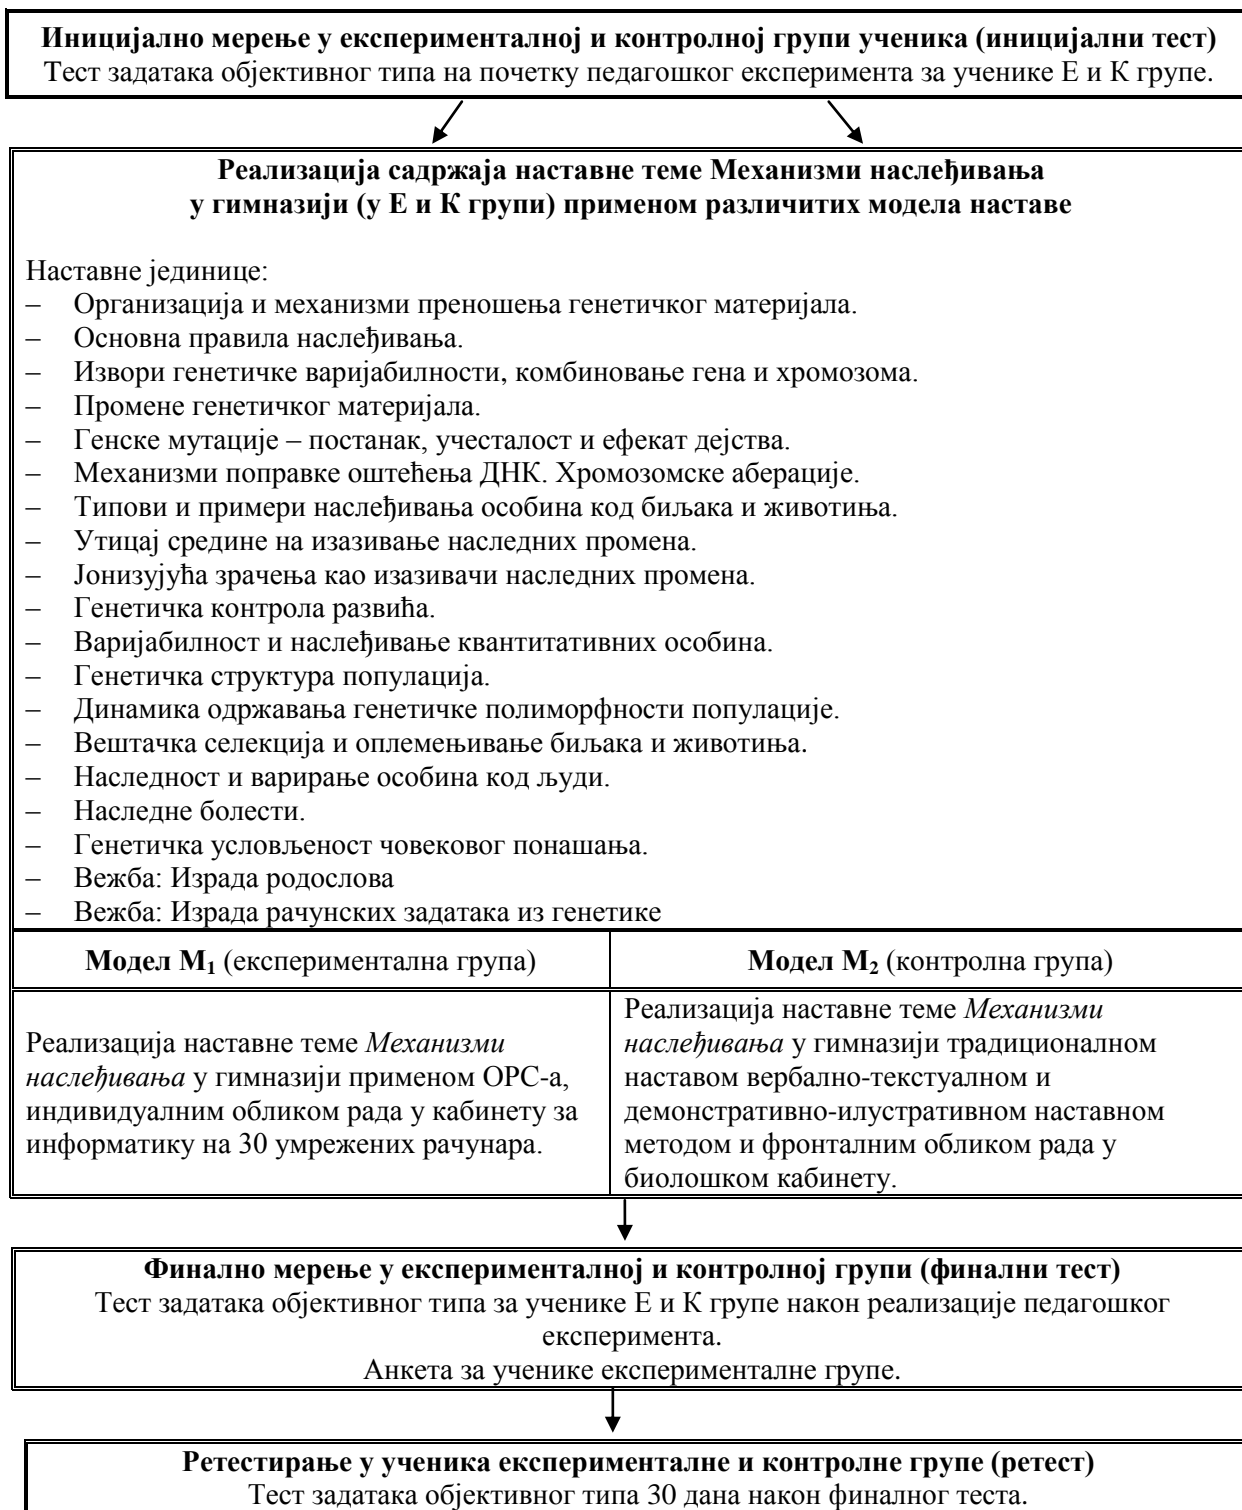 Иницијално мерење у експерименталној и контролној групи ученика (иницијални тест)
Тест задатака објективног типа на почетку педагошког експеримента за ученике Е и К групе.
Реализација садржаја наставне теме Механизми наслеђивања
у гимназији (у Е и К групи) применом различитих модела наставе
Наставне јединице:
– Организација и механизми преношења генетичког материјала.
– Основна правила наслеђивања.
– Извори генетичке варијабилности, комбиновање гена и хромозома.
– Промене генетичког материјала.
– Генске мутације – постанак, учесталост и ефекат дејства.
– Механизми поправке оштећења ДНК. Хромозомске аберације.
– Типови и примери наслеђивања особина код биљака и животиња.
– Утицај средине на изазивање наследних промена.
– Јонизујућа зрачења као изазивачи наследних промена.
– Генетичка контрола развића.
– Варијабилност и наслеђивање квантитативних особина.
– Генетичка структура популација.
– Динамика одржавања генетичке полиморфности популације.
– Вештачка селекција и оплемењивање биљака и животиња.
– Наследност и варирање особина код људи.
– Наследне болести.
– Генетичка условљеност човековог понашања.
– Вежба: Израда родослова
– Вежба: Израда рачунских задатака из генетике
Модел М₁ (експериментална група)
Модел М₂ (контролна група)
Реализација наставне теме Механизми
наслеђивања у гимназији применом ОРС-а,
индивидуалним обликом рада у кабинету за
информатику на 30 умрежених рачунара.
Реализација наставне теме Механизми
наслеђивања у гимназији традиционалном
наставом вербално-текстуалном и
демонстративно-илустративном наставном
методом и фронталним обликом рада у
биолошком кабинету.
Финално мерење у експерименталној и контролној групи (финални тест)
Тест задатака објективног типа за ученике Е и К групе након реализације педагошког
експеримента.
Анкета за ученике експерименталне групе.
Ретестирање у ученика експерименталне и контролне групе (ретест)
Тест задатака објективног типа 30 дана након финалног теста.